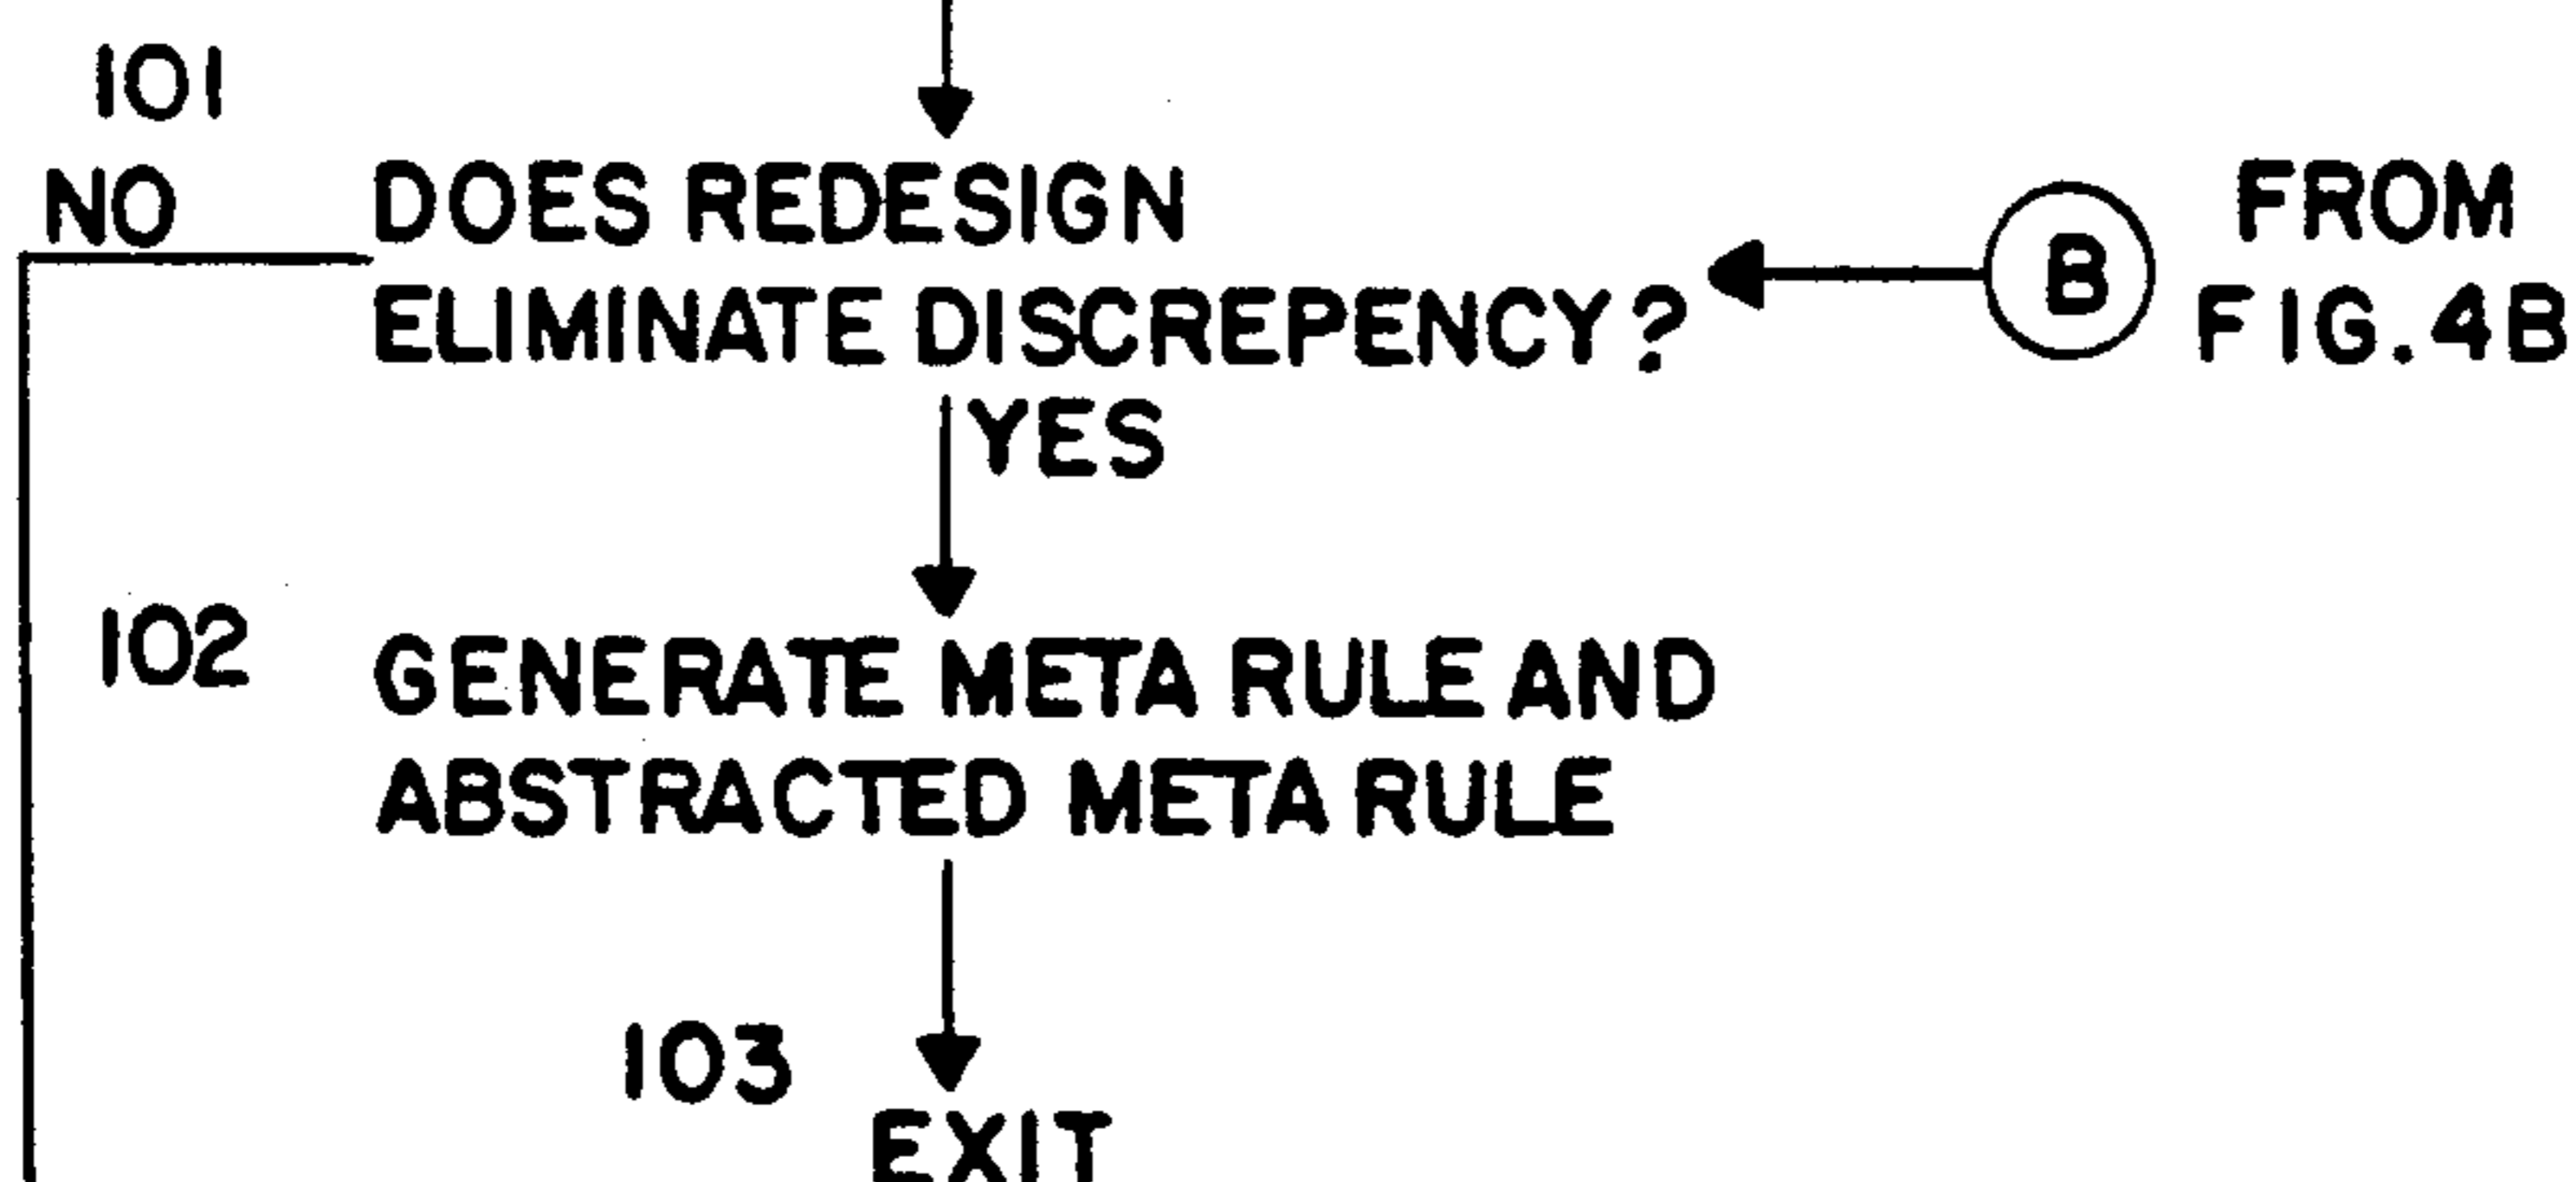 101
NO
DOES REDESIGN
ELIMINATE DISCREPENCY?
B
FROM
FIG.4B
YES
102
GENERATE META RULE AND
ABSTRACTED META RULE
103
EXIT